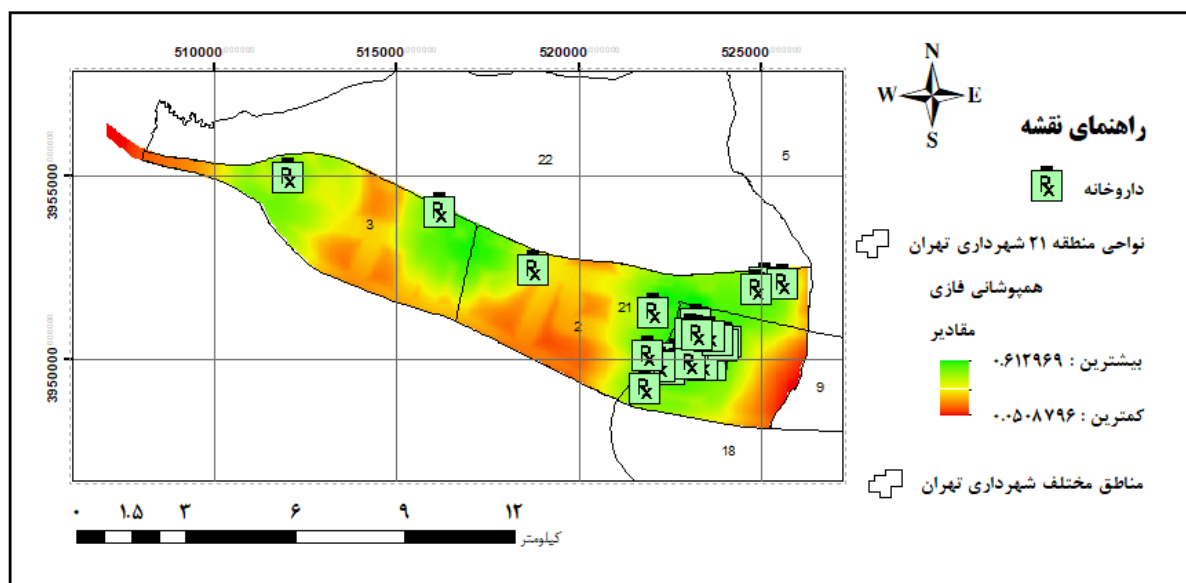 510000 515000 520000 525000
3955000
3950000
22
5
3
21
2
9
18
N
W E
S
راهنمای نقشه
داروخانه
نواحی منطقه ۲۱ شهرداری تهران
همپوشانی فازی
مقادیر
بیشترین : ۰.۶۱۲۹۶۹
کمترین : ۰.۰۵۰۸۷۹۶
مناطق مختلف شهرداری تهران
۰ ۱.۵ ۳ ۶ ۹ ۱۲
کیلومتر